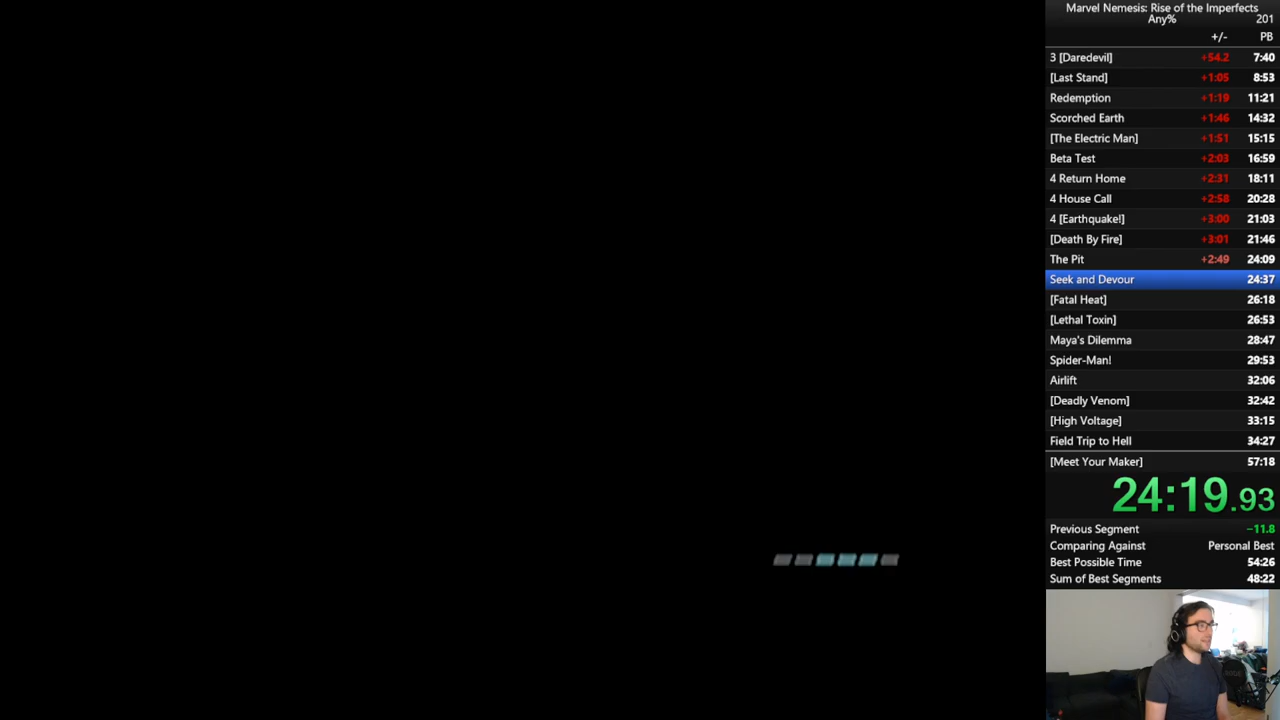 Marvel Nemesis: Rise of the Imperfects
Any% 201
+/- PB
3 [Daredevil] +54.2 7:40
[Last Stand] +1:05 8:53
Redemption +1:19 11:21
Scorched Earth +1:46 14:32
[The Electric Man] +1:51 15:15
Beta Test +2:03 16:59
4 Return Home +2:31 18:11
4 House Call +2:58 20:28
4 [Earthquake!] +3:00 21:03
[Death By Fire] +3:01 21:46
The Pit +2:49 24:09
Seek and Devour 24:37
[Fatal Heat] 26:18
[Lethal Toxin] 26:53
Maya's Dilemma 28:47
Spider-Man! 29:53
Airlift 32:06
[Deadly Venom] 32:42
[High Voltage] 33:15
Field Trip to Hell 34:27
[Meet Your Maker] 57:18
24:19.93
Previous Segment −11.8
Comparing Against Personal Best
Best Possible Time 54:26
Sum of Best Segments 48:22